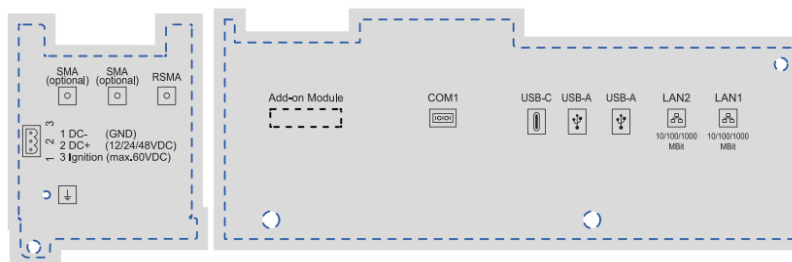 SMA SMA RSMA
(optional) (optional)
3
2
1
1 DC- (GND)
2 DC+ (12/24/48VDC)
3 Ignition (max.60VDC)
Add-on Module COM1 USB-C USB-A USB-A LAN2 LAN1
IOIOI
10/100/1000 10/100/1000
MBit MBit